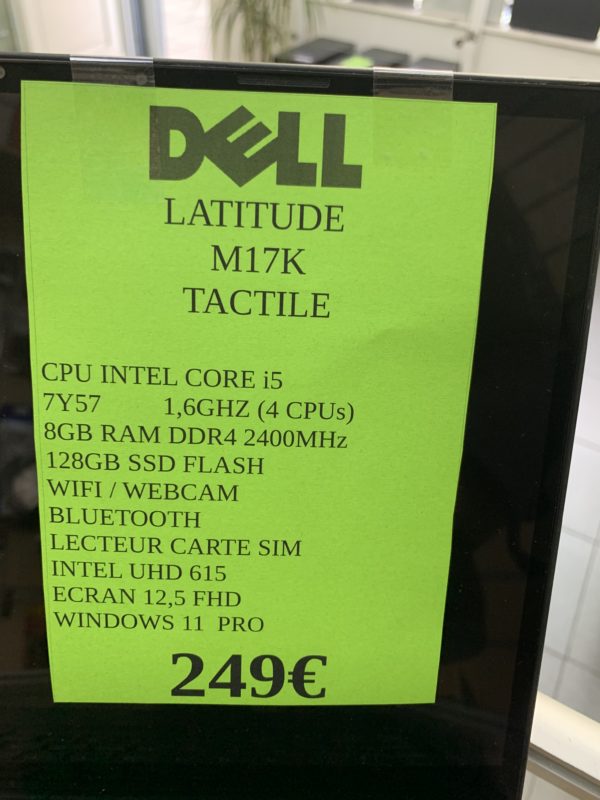 DELL
LATITUDE
M17K
TACTILE
CPU INTEL CORE i5
7Y57 1,6GHZ (4 CPUs)
8GB RAM DDR4 2400MHz
128GB SSD FLASH
WIFI / WEBCAM
BLUETOOTH
LECTEUR CARTE SIM
INTEL UHD 615
ECRAN 12,5 FHD
WINDOWS 11 PRO
249€